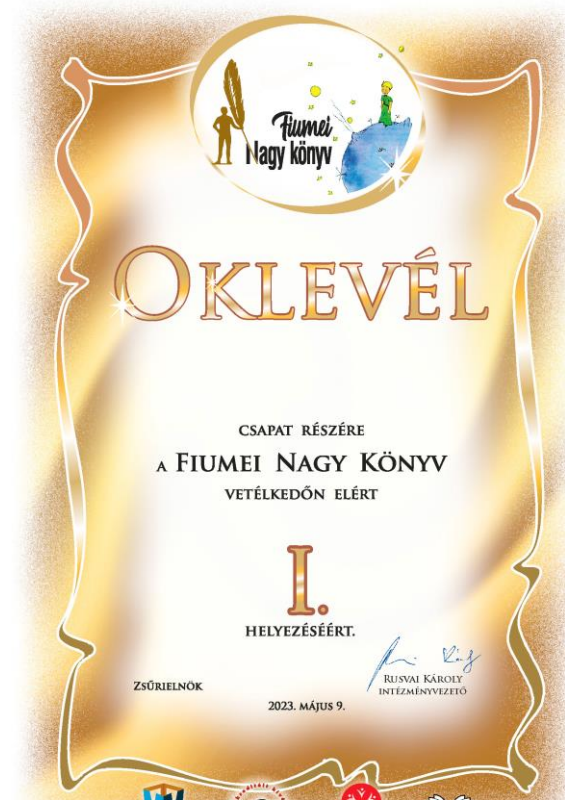 Fiumei
Nagy könyv
OKLEVÉL
CSAPAT RÉSZÉRE
A FIUMEI NAGY KÖNYV
VETÉLKEDŐN ELÉRT
I.
HELYEZÉSÉÉRT.
ZSŰRIELNÖK
RUSVAI KÁROLY
INTÉZMÉNYVEZETŐ
2023. MÁJUS 9.